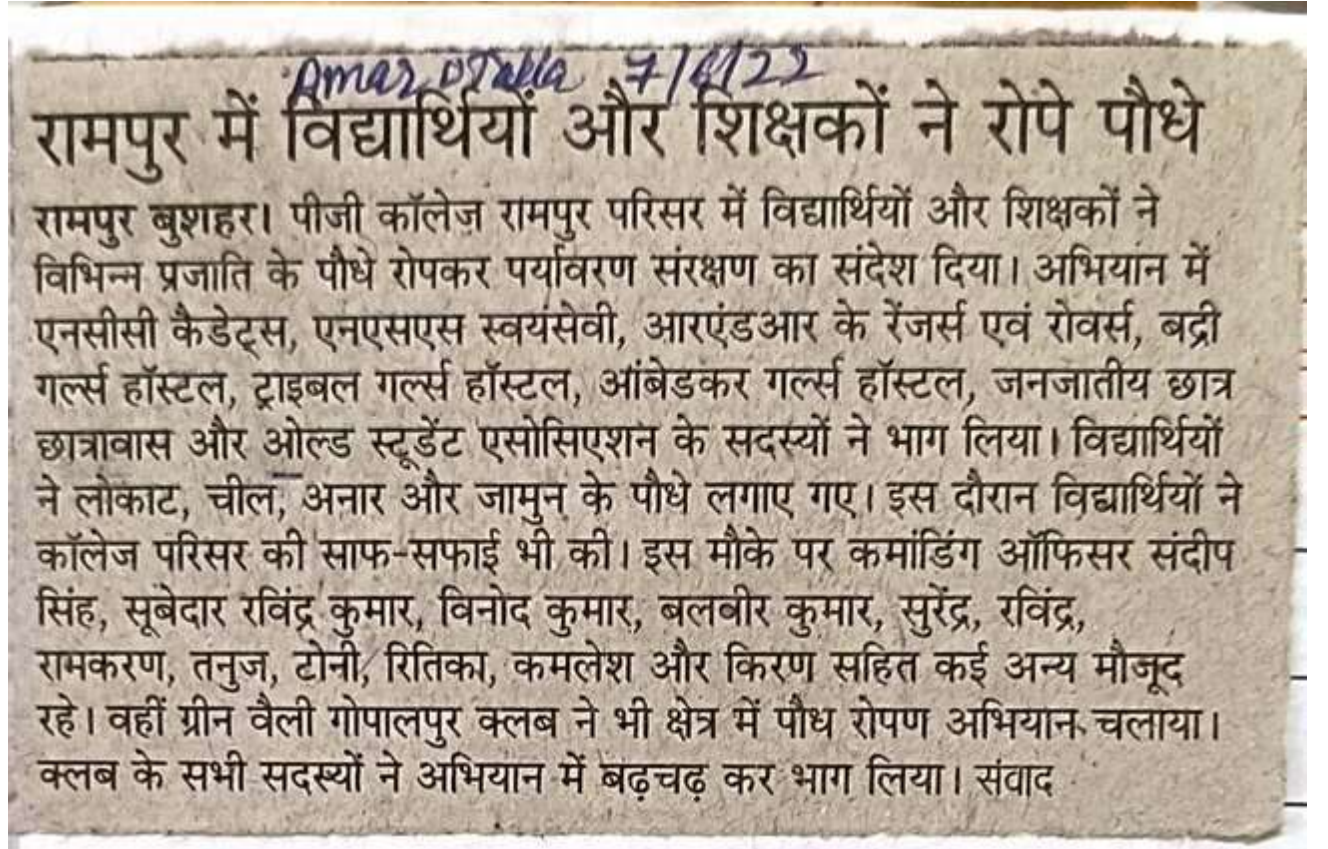 Amar Ujala 7/6/22
रामपुर में विद्यार्थियों और शिक्षकों ने रोपे पौधे
रामपुर बुशहर। पीजी कॉलेज रामपुर परिसर में विद्यार्थियों और शिक्षकों ने
विभिन्न प्रजाति के पौधे रोपकर पर्यावरण संरक्षण का संदेश दिया। अभियान में
एनसीसी कैडेट्स, एनएसएस स्वयंसेवी, आरएंडआर के रेंजर्स एवं रोवर्स, बद्री
गर्ल्स हॉस्टल, ट्राइबल गर्ल्स हॉस्टल, आंबेडकर गर्ल्स हॉस्टल, जनजातीय छात्र
छात्रावास और ओल्ड स्टूडेंट एसोसिएशन के सदस्यों ने भाग लिया। विद्यार्थियों
ने लोकाट, चील, अनार और जामुन के पौधे लगाए गए। इस दौरान विद्यार्थियों ने
कॉलेज परिसर की साफ-सफाई भी की। इस मौके पर कमांडिंग ऑफिसर संदीप
सिंह, सूबेदार रविंद्र कुमार, विनोद कुमार, बलबीर कुमार, सुरेंद्र, रविंद्र,
रामकरण, तनुज, टोनी, रितिका, कमलेश और किरण सहित कई अन्य मौजूद
रहे। वहीं ग्रीन वैली गोपालपुर क्लब ने भी क्षेत्र में पौध रोपण अभियान चलाया।
क्लब के सभी सदस्यों ने अभियान में बढ़चढ़ कर भाग लिया। संवाद